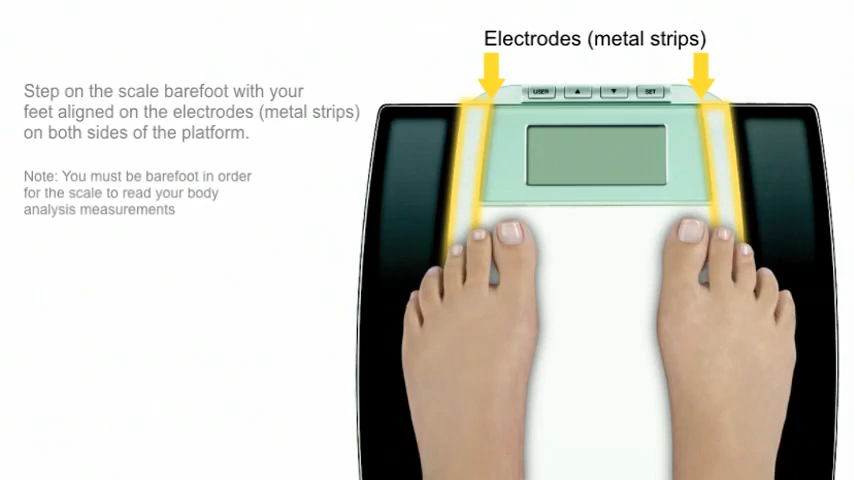 Electrodes (metal strips)
Step on the scale barefoot with your
feet aligned on the electrodes (metal strips)
on both sides of the platform.
Note: You must be barefoot in order
for the scale to read your body
analysis measurements
USER ▲ ▼ SET